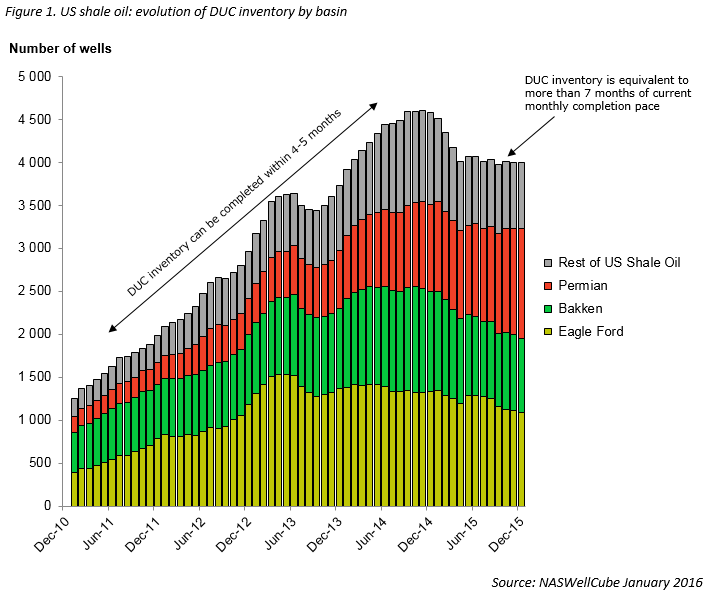 Figure 1. US shale oil: evolution of DUC inventory by basin
Number of wells
5 000
4 500
4 000
3 500
3 000
2 500
2 000
1 500
1 000
500
0
DUC inventory can be completed within 4-5 months
DUC inventory is equivalent to
more than 7 months of current
monthly completion pace
Rest of US Shale Oil
Permian
Bakken
Eagle Ford
Dec-10
Jun-11
Dec-11
Jun-12
Dec-12
Jun-13
Dec-13
Jun-14
Dec-14
Jun-15
Dec-15
Source: NASWellCube January 2016